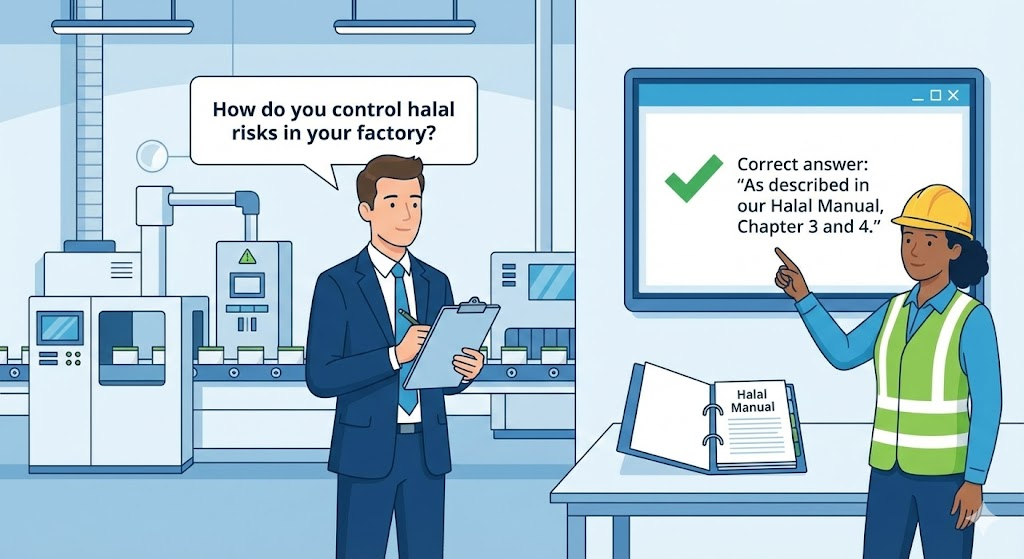 How do you control halal
risks in your factory?
Correct answer:
“As described in
our Halal Manual,
Chapter 3 and 4.”
Halal
Manual